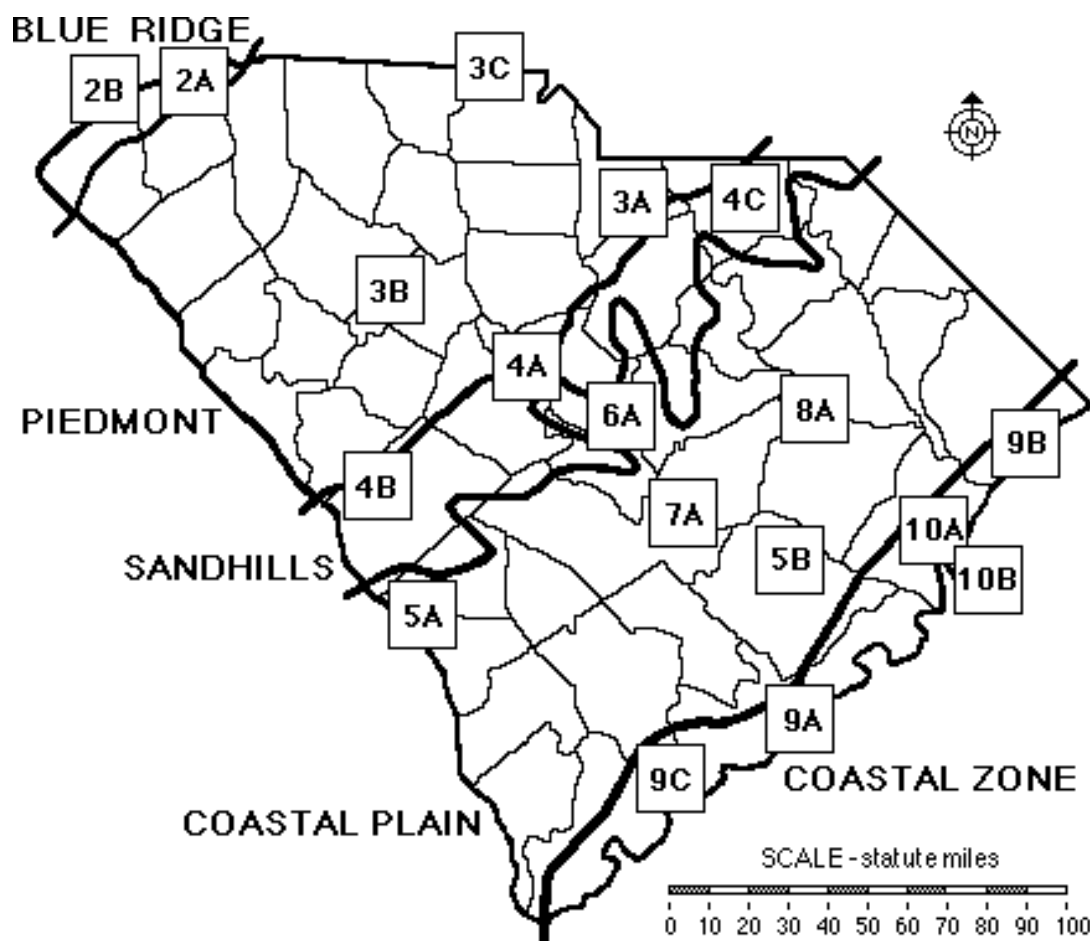 BLUE RIDGE
3C
2A
2B
N
3A
4C
3B
4A
6A
8A
PIEDMONT
9B
4B
7A
10A
5B
SANDHILLS
10B
5A
9A
9C
COASTAL ZONE
COASTAL PLAIN
SCALE - statute miles
0 10 20 30 40 50 60 70 80 90 100